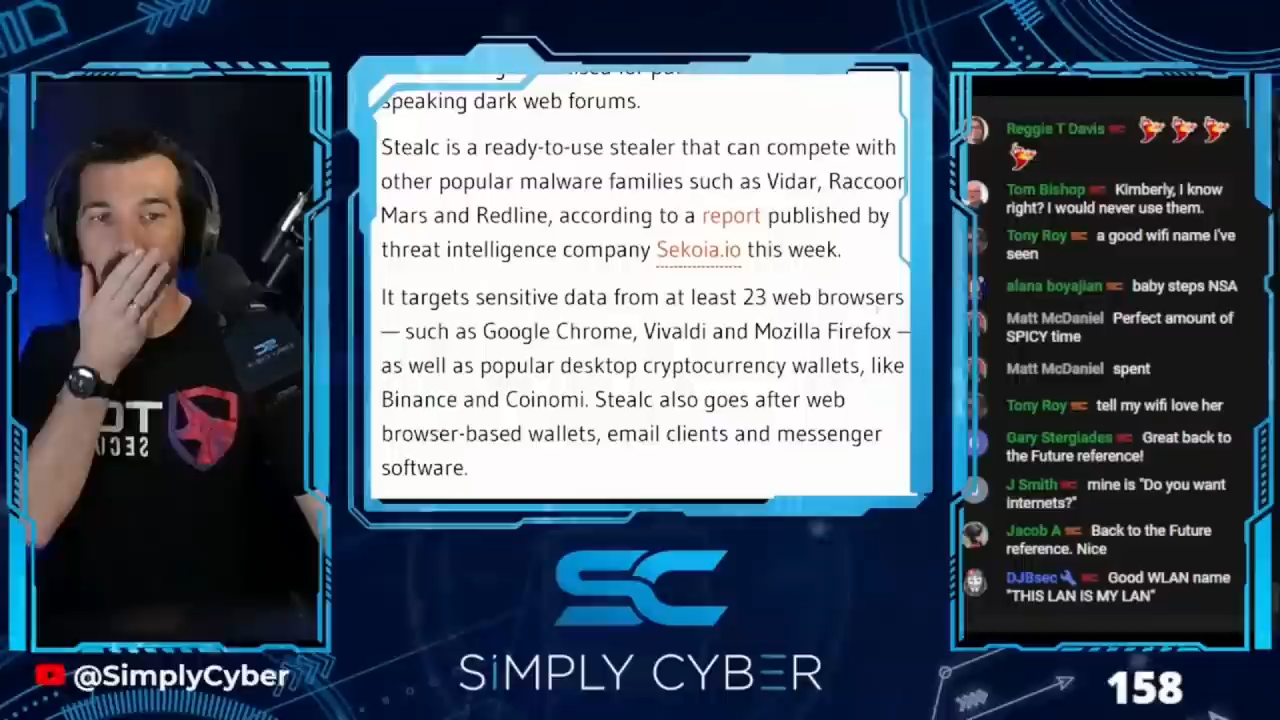 speaking dark web forums.
Stealc is a ready-to-use stealer that can compete with
other popular malware families such as Vidar, Raccoon
Mars and Redline, according to a report published by
threat intelligence company Sekoia.io this week.
It targets sensitive data from at least 23 web browsers
— such as Google Chrome, Vivaldi and Mozilla Firefox —
as well as popular desktop cryptocurrency wallets, like
Binance and Coinomi. Stealc also goes after web
browser-based wallets, email clients and messenger
software.
Reggie T Davis
Tom Bishop Kimberly, I know
right? I would never use them.
Tony Roy a good wifi name i've
seen
alana boyajian baby steps NSA
Matt McDaniel Perfect amount of
SPICY time
Matt McDaniel spent
Tony Roy tell my wifi love her
Gary Stergiades Great back to
the Future reference!
J Smith mine is "Do you want
internets?"
Jacob A Back to the Future
reference. Nice
DJBsec Good WLAN name
"THIS LAN IS MY LAN"
SC
SiMPLY CYBER
@SimplyCyber
158